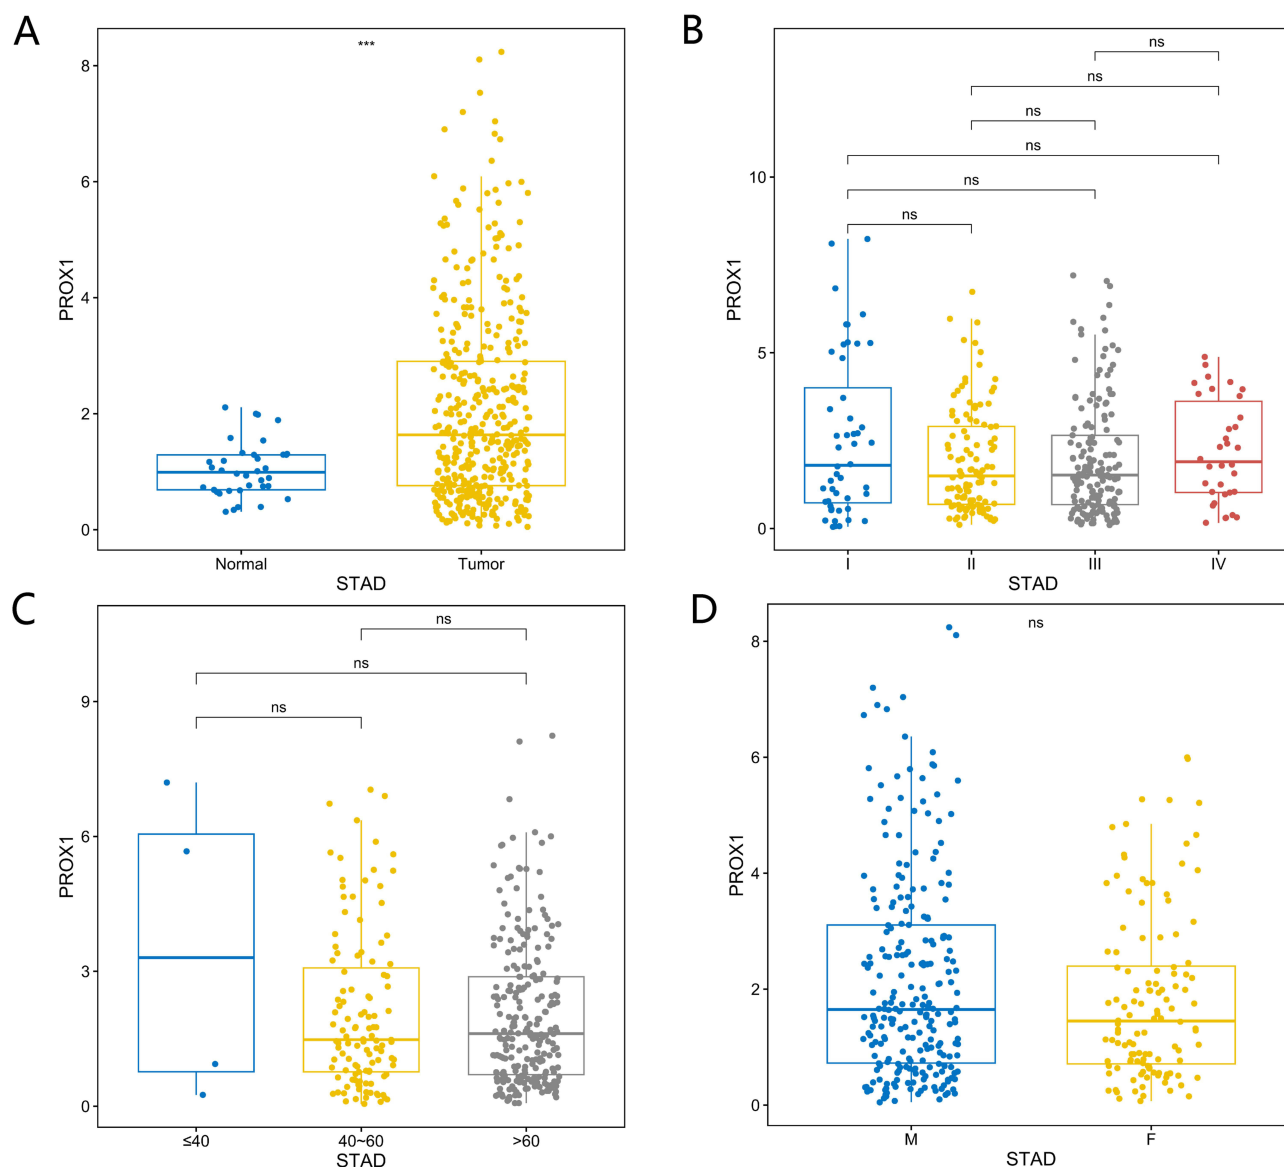 A
***
PROX1
8
6
4
2
0
Normal Tumor
STAD
B
ns
ns
ns
ns
ns
ns
PROX1
10
5
0
I II III IV
STAD
C
ns
ns
ns
PROX1
9
6
3
0
≤40 40~60 >60
STAD
D
ns
PROX1
8
6
4
2
0
M F
STAD